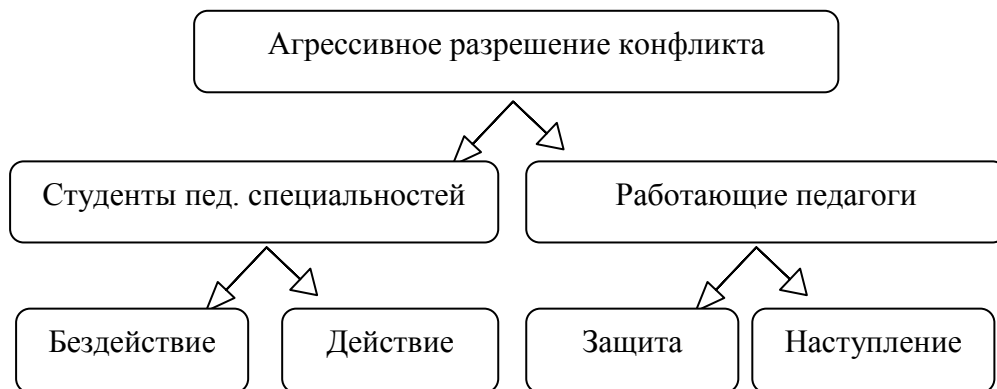 Агрессивное разрешение конфликта
Студенты пед. специальностей
Работающие педагоги
Бездействие
Действие
Защита
Наступление